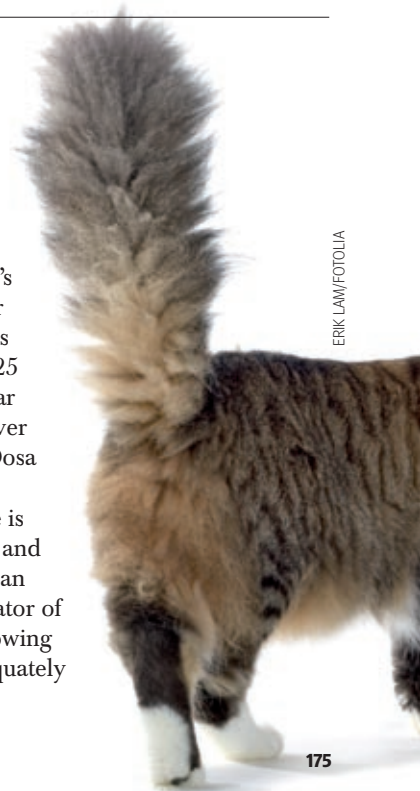 's
r
s
25
ar
ver
Dosa
e is
and
an
ator of
owing
quately
ERIK LAM/FOTOLIA
175